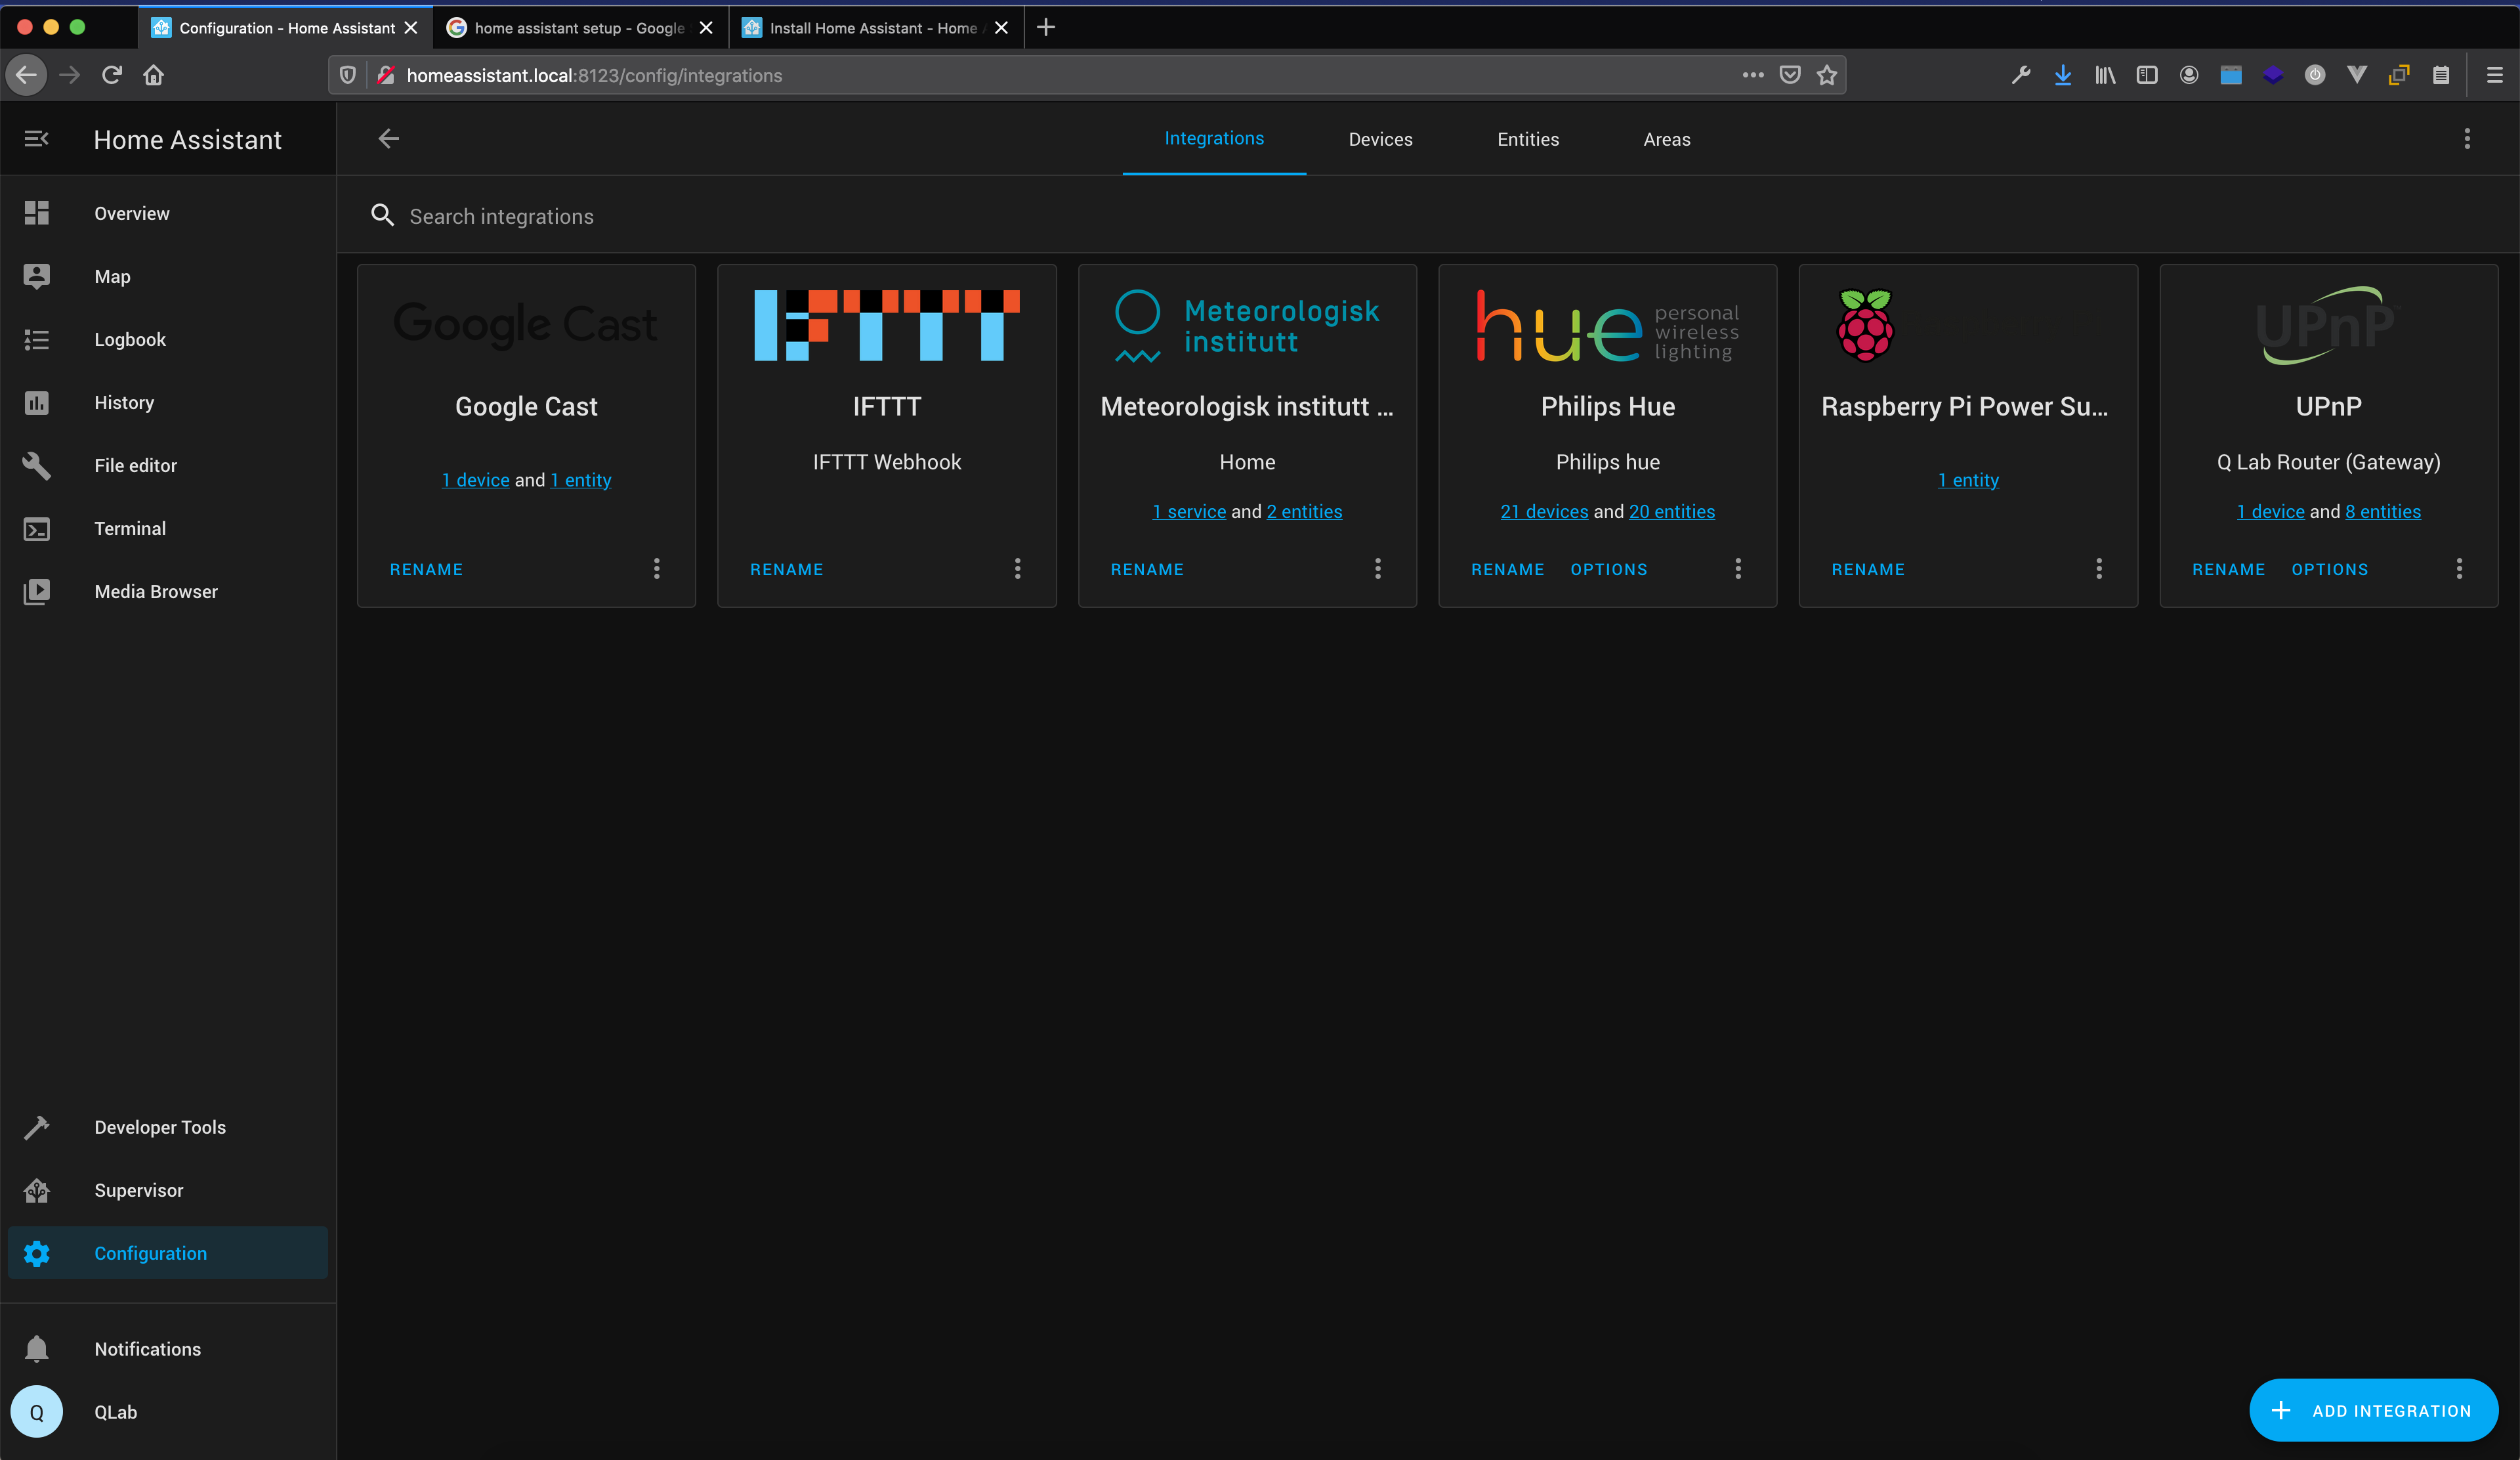 Configuration - Home Assistant
home assistant setup - Google
Install Home Assistant - Home
homeassistant.local:8123/config/integrations
Home Assistant
Integrations
Devices
Entities
Areas
Search integrations
Overview
Map
Logbook
History
File editor
Terminal
Media Browser
Developer Tools
Supervisor
Configuration
Notifications
Q
QLab
Google Cast
Google Cast
1 device and 1 entity
RENAME
IFTTT
IFTTT
IFTTT Webhook
RENAME
Meteorologisk
institutt
Meteorologisk institutt ...
Home
1 service and 2 entities
RENAME
hue personal
wireless
lighting
Philips Hue
Philips hue
21 devices and 20 entities
RENAME OPTIONS
Raspberry Pi Power Su...
1 entity
RENAME
UPnP
UPnP
Q Lab Router (Gateway)
1 device and 8 entities
RENAME OPTIONS
ADD INTEGRATION